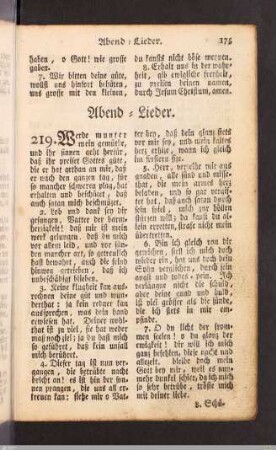 Abend-Lieder. 175
haben, o Gott! wie grosse
gaben.
7. Wir bitten deine güte,
wollst uns hinfort behüten,
uns grosse mit den kleinen,
du kanst's nicht böse meynen.
8. Erhalt uns in der wahr-
heit, gib ewigliche freyheit,
zu preisen deinen namen,
durch Jesum Christum, amen.
Abend-Lieder.
219. Werde munter
mein gemüthe,
und ihr sinnen geht herfür,
daß ihr preiset Gottes güte,
die er hat gethan an mir, daß
er mich den ganzen tag, für
so mancher schweren plag,
erhalten und beschützet, daß
auch satan mich nicht beschmitzet.
2. Lob und dank sey dir
gesungen, Vatter der barm-
herzigkeit! daß mir ist mein
werk gelungen, daß du mich
vor allem leid, und vor sün-
den mancher art, so getreulich
hast bewahrt, auch die feind
hinweg getrieben, daß ich
unbeschädigt blieben.
3. Keine klugheit kan aus-
rechnen deine güt und wun-
derthat; ja kein redner kan
aussprechen, was dein hand
erwiesen hat. Deiner wohl-
that ist zu viel, sie hat weder
maaß noch ziel; ja du hast mich
so geführet, daß kein unfall
mich berühret.
4. Dieser tag ist nun ver-
gangen, die betrübte nacht
bricht an; es ist hin der son-
nen prangen, die uns all er-
freuen kan: stehe mir o Vat-
ter bey, daß dein glanz stets
vor mir sey, und mein kaltes
herz erhitze, wann ich gleich
im finstern sitz.
5. Herr, verzeihe mir aus
gnaden, alle sünd und misse-
that, die mein armes herz
beladen, und so gar vergiftet
hat, daß auch satan durch sein
spiel mich zur höllen stürzen
will; da kanst du allein
erretten, strafe nicht mein
übertretten.
6. Bin ich gleich von dir
gewichen, stell ich mich doch
wieder ein, hat uns doch dein
Sohn verglichen, durch sein
angst und todes-pein. Ich
verläugne nicht die schuld,
aber deine gnad und huld, ist
viel grösser als die sünde, die
ich stets in mir empfinde.
7. O du licht der from-
men seelen! o du glanz der
ewigkeit! dir will ich mich
ganz befehlen, diese nacht und
allezeit. bleibe doch mein
Gott bey mir, weil es nun-
mehr dunkel schier, da ich mich
so sehr betrübe, tröste mich
mit deiner liebe.
8. Schü-